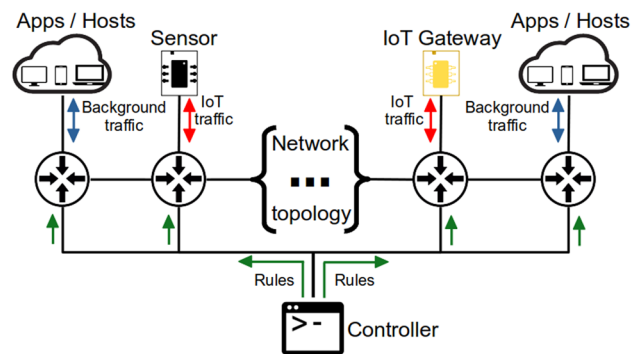 Apps / Hosts
Sensor
IoT Gateway
Apps / Hosts
Background
traffic
IoT
traffic
IoT
traffic
Background
traffic
Network
...
topology
Rules
Rules
>-
Controller